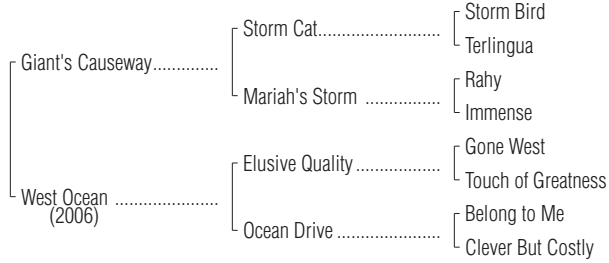 Storm Bird
Storm Cat....................
Terlingua
Giant's Causeway..............
Rahy
Mariah's Storm .................
Immense
Gone West
Elusive Quality ...................
Touch of Greatness
West Ocean .......................
(2006)
Belong to Me
Ocean Drive .......................
Clever But Costly